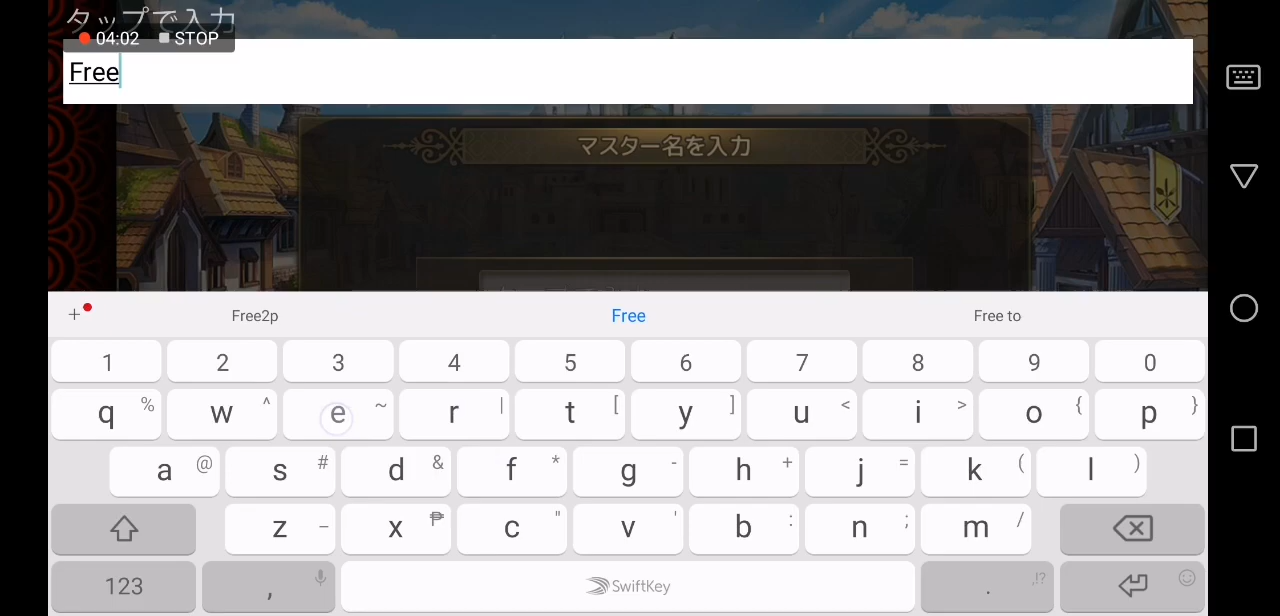 タップで入力
04:02 STOP
Free
マスター名を入力
Free2p Free Free to
1 2 3 4 5 6 7 8 9 0
q % w ^ e ~ r | t [ y ] u < i > o { p }
a @ s # d & f * g - h + j = k ( l )
z _ x ₱ c " v ' b : n ; m /
123 , SwiftKey . ,!?